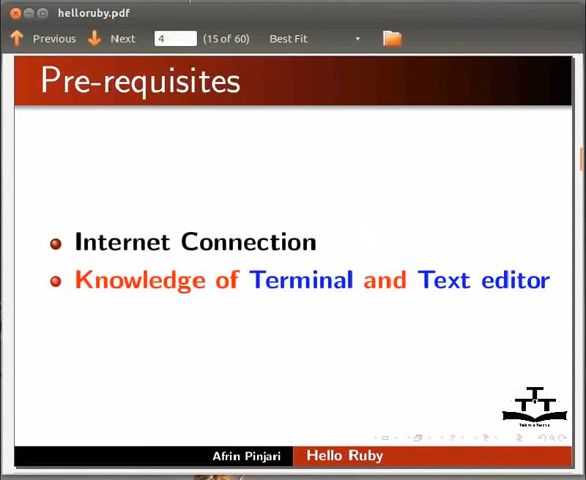 helloruby.pdf
Previous Next 4 (15 of 60) Best Fit
Pre-requisites
Internet Connection
Knowledge of Terminal and Text editor
Afrin Pinjari Hello Ruby